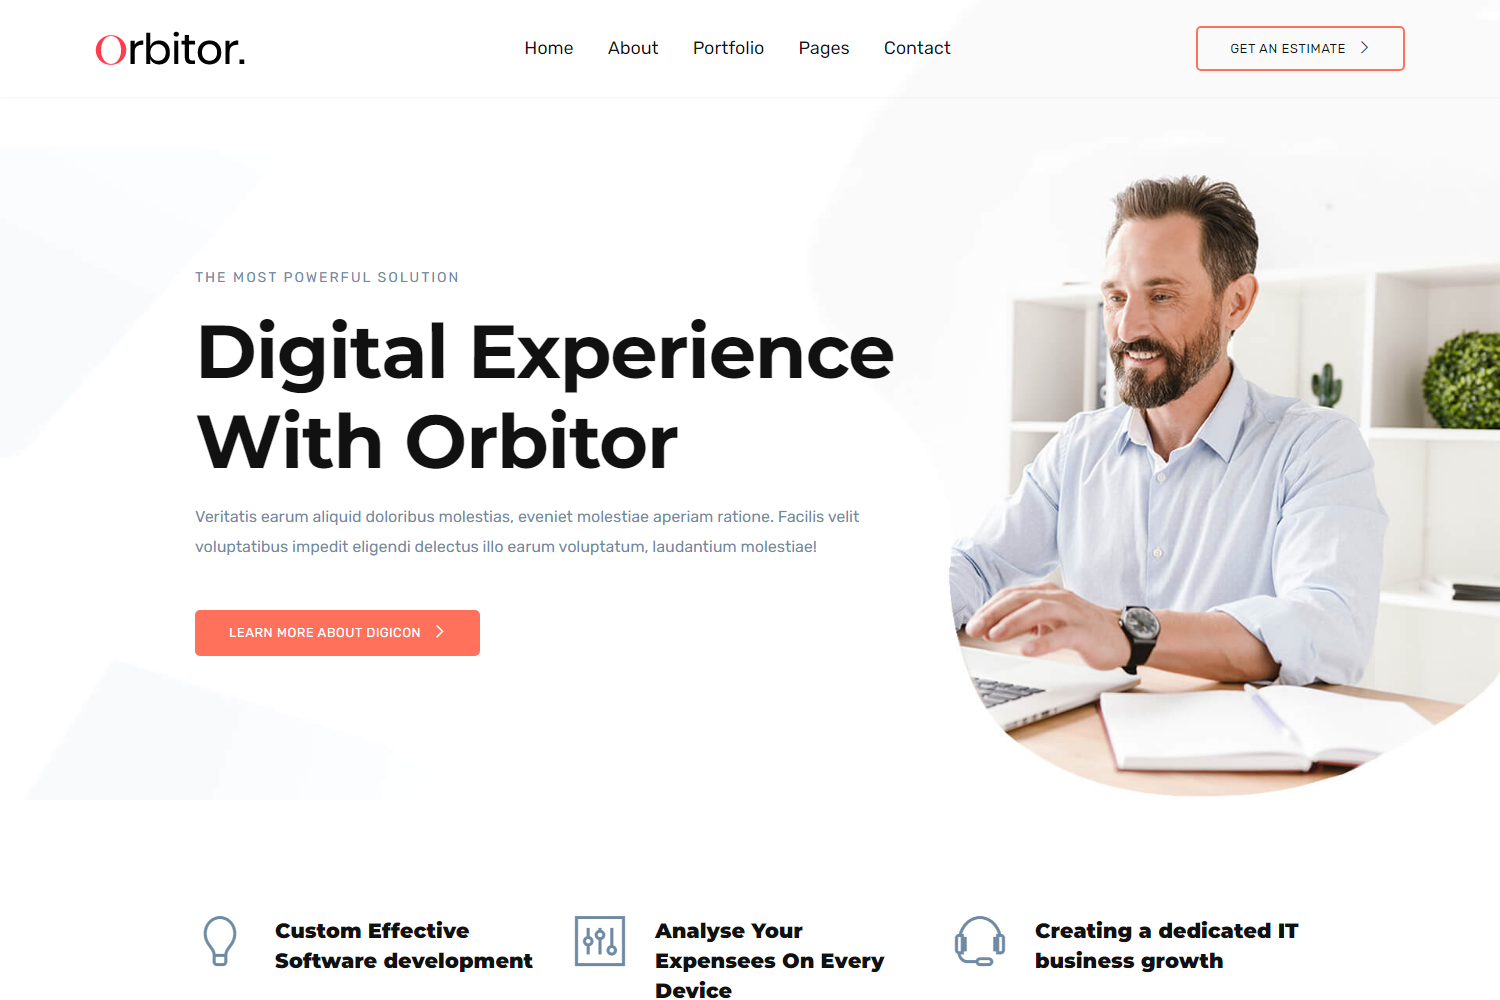 Orbitor.
Home About Portfolio Pages Contact
GET AN ESTIMATE
THE MOST POWERFUL SOLUTION
Digital Experience
With Orbitor
Veritatis earum aliquid doloribus molestias, eveniet molestiae aperiam ratione. Facilis velit
voluptatibus impedit eligendi delectus illo earum voluptatum, laudantium molestiae!
LEARN MORE ABOUT DIGICON
Custom Effective
Software development
Analyse Your
Expensees On Every
Device
Creating a dedicated IT
business growth